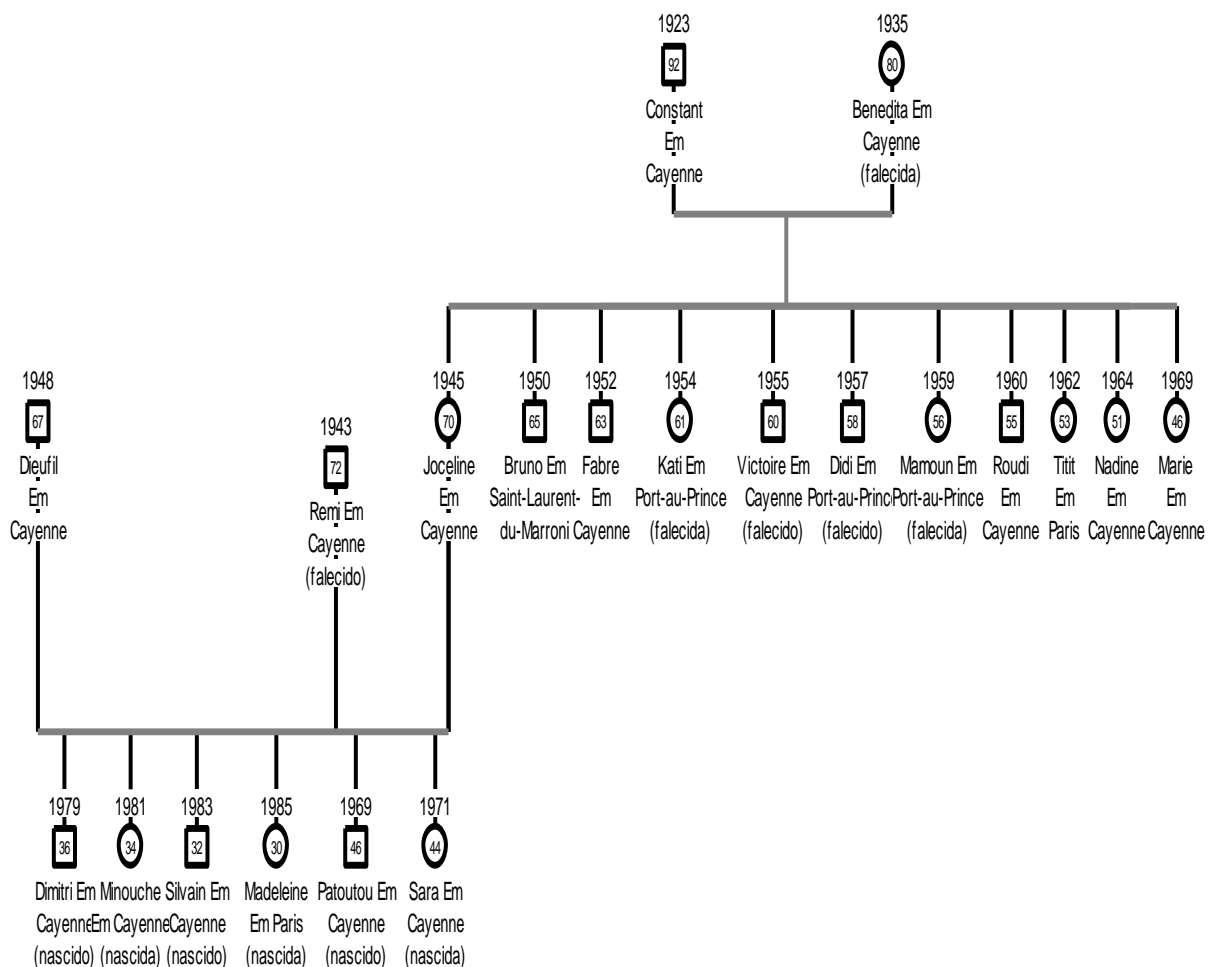 1923
92
Constant
Em
Cayenne
1935
80
Benedita Em
Cayenne
(falecida)
1948
67
Dieufil
Em
Cayenne
1943
72
Remi Em
Cayenne
(falecido)
1945
70
Joceline
Em
Cayenne
1950
65
Bruno Em
Saint-Laurent-
du-Marroni
1952
63
Fabre
Em
Cayenne
1954
61
Kati Em
Port-au-Prince
(falecida)
1955
60
Victoire Em
Cayenne
(falecido)
1957
58
Didi Em
Port-au-Princ
(falecido)
1959
56
Mamoun Em
Port-au-Prince
(falecida)
1960
55
Roudi
Em
Cayenne
1962
53
Titit
Em
Paris
1964
51
Nadine
Em
Cayenne
1969
46
Marie
Em
Cayenne
1979
36
Dimitri Em
Cayenne
(nascido)
1981
34
Minouche
Em Cayenne
(nascida)
1983
32
Silvain Em
Cayenne
(nascido)
1985
30
Madeleine
Em Paris
(nascida)
1969
46
Patoutou Em
Cayenne
(nascido)
1971
44
Sara Em
Cayenne
(nascida)